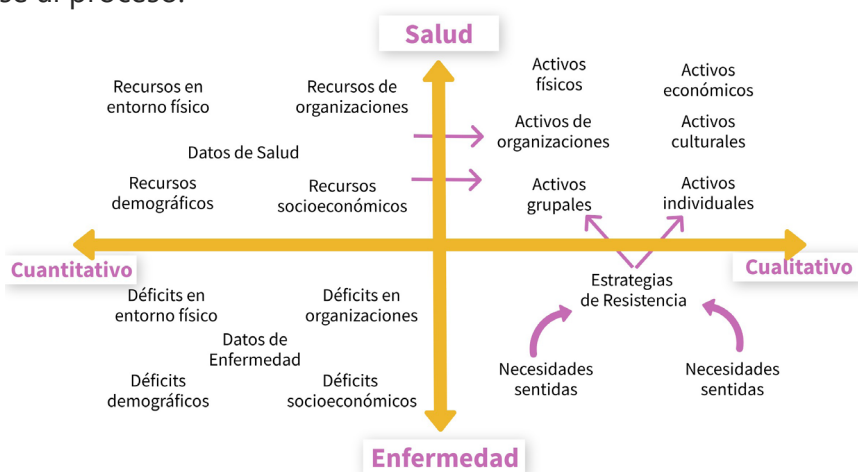 se al proceso.
Salud
Recursos en
entorno físico
Recursos de
organizaciones
Datos de Salud
Recursos
demográficos
Recursos
socioeconómicos
Activos
físicos
Activos
económicos
Activos de
organizaciones
Activos
culturales
Activos
grupales
Activos
individuales
Cuantitativo
Cualitativo
Déficits en
entorno físico
Déficits en
organizaciones
Datos de
Enfermedad
Déficits
demográficos
Déficits
socioeconómicos
Estrategias
de Resistencia
Necesidades
sentidas
Necesidades
sentidas
Enfermedad